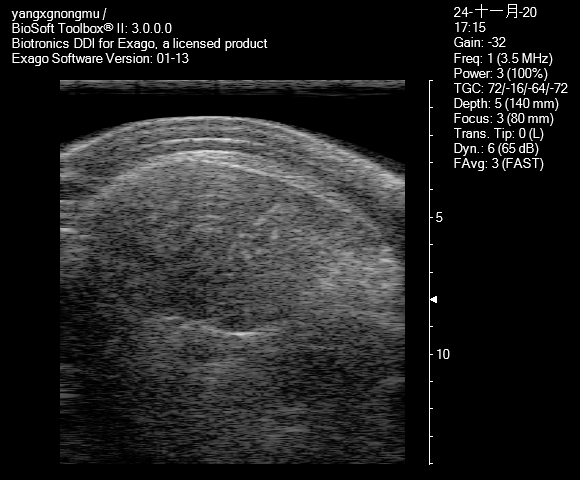 yangxgnongmu /
BioSoft Toolbox® II: 3.0.0.0
Biotronics DDI for Exago, a licensed product
Exago Software Version: 01-13
24-十一月-20
17:15
Gain: -32
Freq: 1 (3.5 MHz)
Power: 3 (100%)
TGC: 72/-16/-64/-72
Depth: 5 (140 mm)
Focus: 3 (80 mm)
Trans. Tip: 0 (L)
Dyn.: 6 (65 dB)
FAvg: 3 (FAST)
5
10